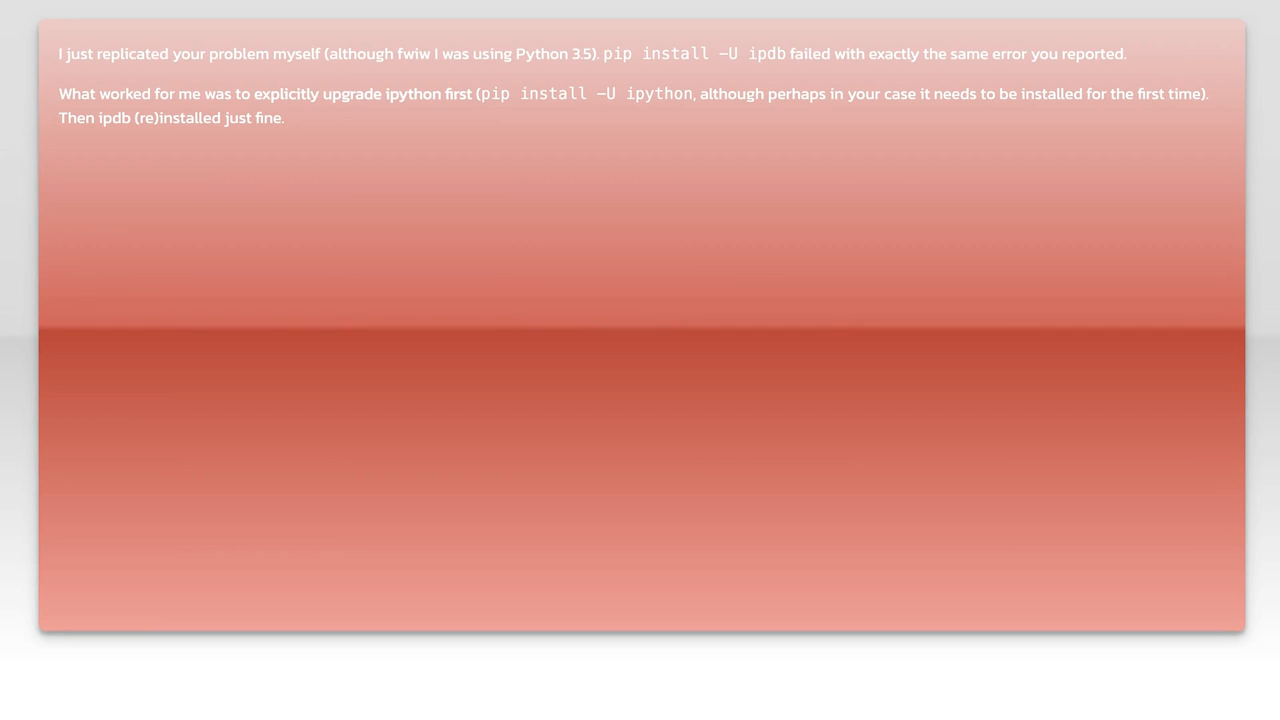 I just replicated your problem myself (although fwiw I was using Python 3.5). pip install -U ipdb failed with exactly the same error you reported.
What worked for me was to explicitly upgrade ipython first (pip install -U ipython, although perhaps in your case it needs to be installed for the first time).
Then ipdb (re)installed just fine.